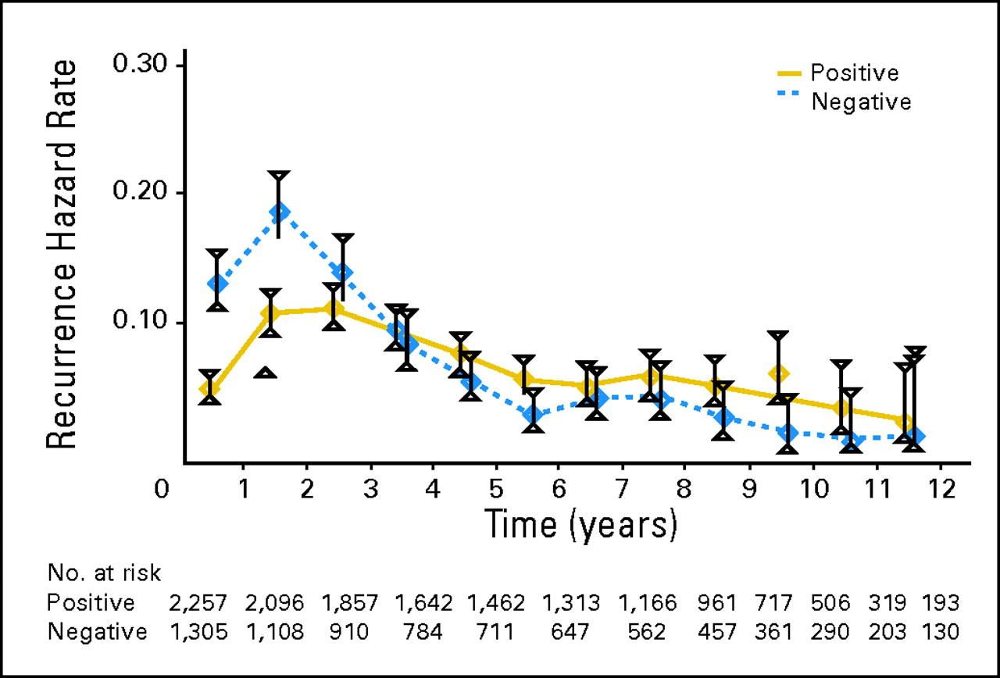 Recurrence Hazard Rate
0.30
0.20
0.10
Positive
Negative
0 1 2 3 4 5 6 7 8 9 10 11 12
Time (years)
No. at risk
Positive 2,257 2,096 1,857 1,642 1,462 1,313 1,166 961 717 506 319 193
Negative 1,305 1,108 910 784 711 647 562 457 361 290 203 130